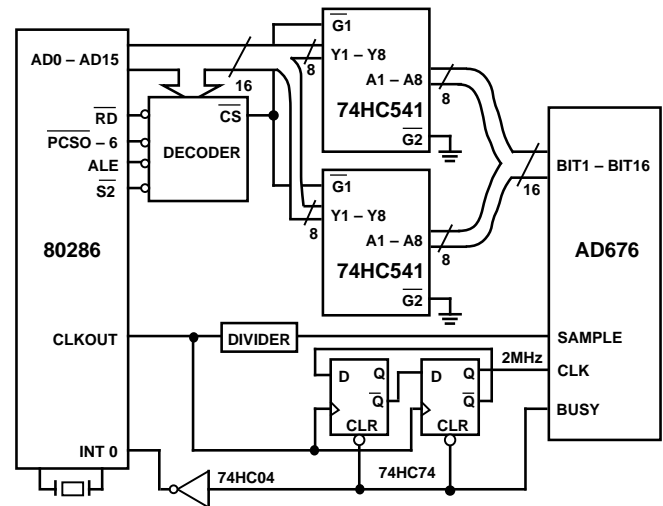 80286
AD0 – AD15
RD
PCSO – 6
ALE
S2
CLKOUT
INT 0
16
CS
DECODER
G1
Y1 – Y8
8
A1 – A8
8
74HC541
G2
G1
Y1 – Y8
8
A1 – A8
8
74HC541
G2
16
BIT1 – BIT16
AD676
SAMPLE
CLK
BUSY
DIVIDER
2MHz
D
Q
Q
CLR
D
Q
Q
CLR
74HC04
74HC74